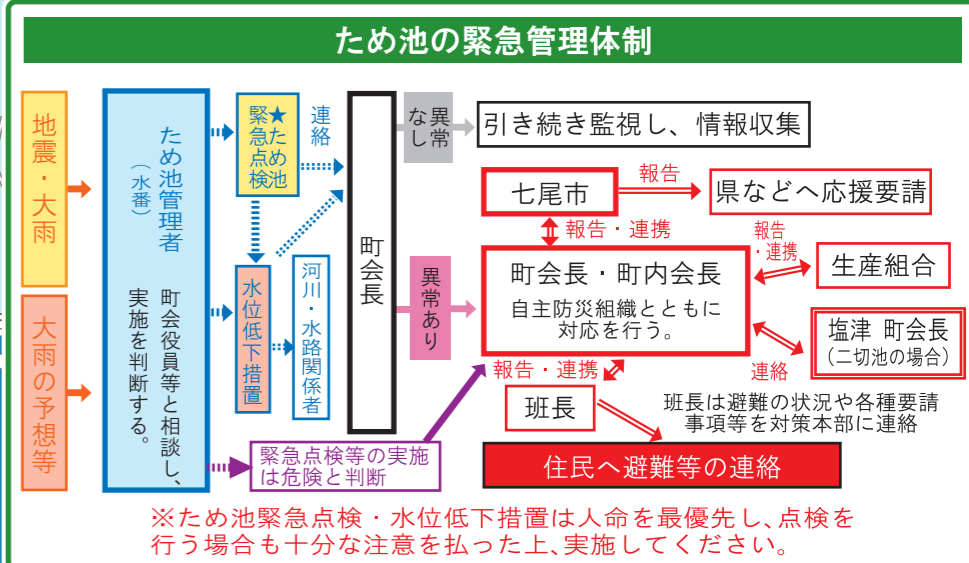 ため池の緊急管理体制
地震・大雨
大雨の予想等
ため池管理者
（水番）
町会役員等と相談し、
実施を判断する。
★ため池
緊急点検
連絡
水位低下措置
河川・水路関係者
緊急点検等の実施
は危険と判断
町会長
異常
なし
引き続き監視し、情報収集
異常あり
七尾市
報告
県などへ応援要請
報告・連携
町会長・町内会長
自主防災組織とともに
対応を行う。
報告
・連携
生産組合
連絡
塩津 町会長
（二切池の場合）
報告・連携
班長
班長は避難の状況や各種要請
事項等を対策本部に連絡
住民へ避難等の連絡
※ため池緊急点検・水位低下措置は人命を最優先し、点検を
行う場合も十分な注意を払った上、実施してください。